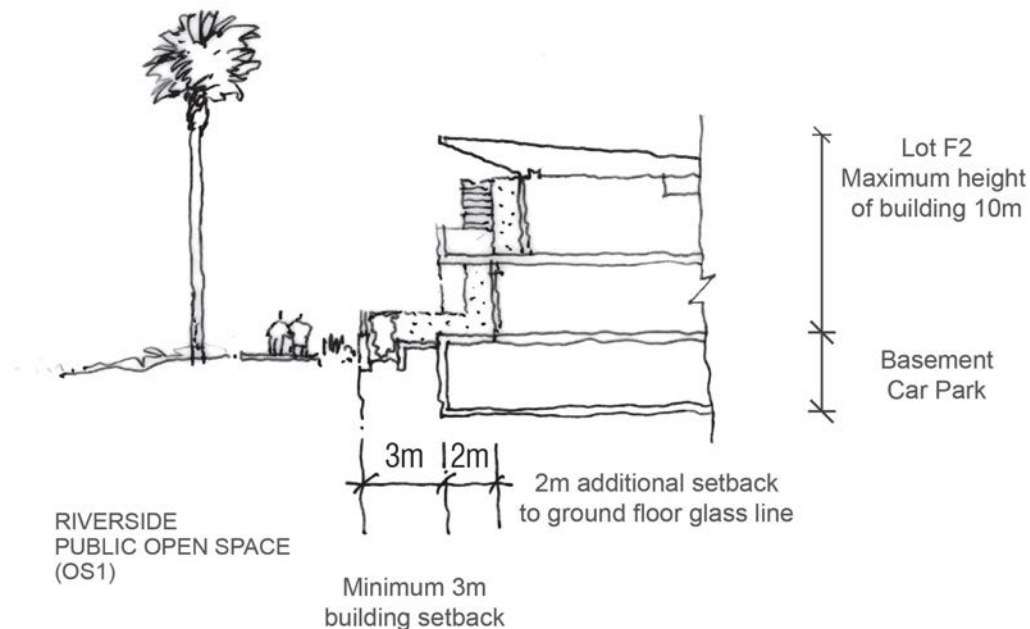 Lot F2
Maximum height
of building 10m
Basement
Car Park
3m 2m
2m additional setback
to ground floor glass line
RIVERSIDE
PUBLIC OPEN SPACE
(OS1)
Minimum 3m
building setback